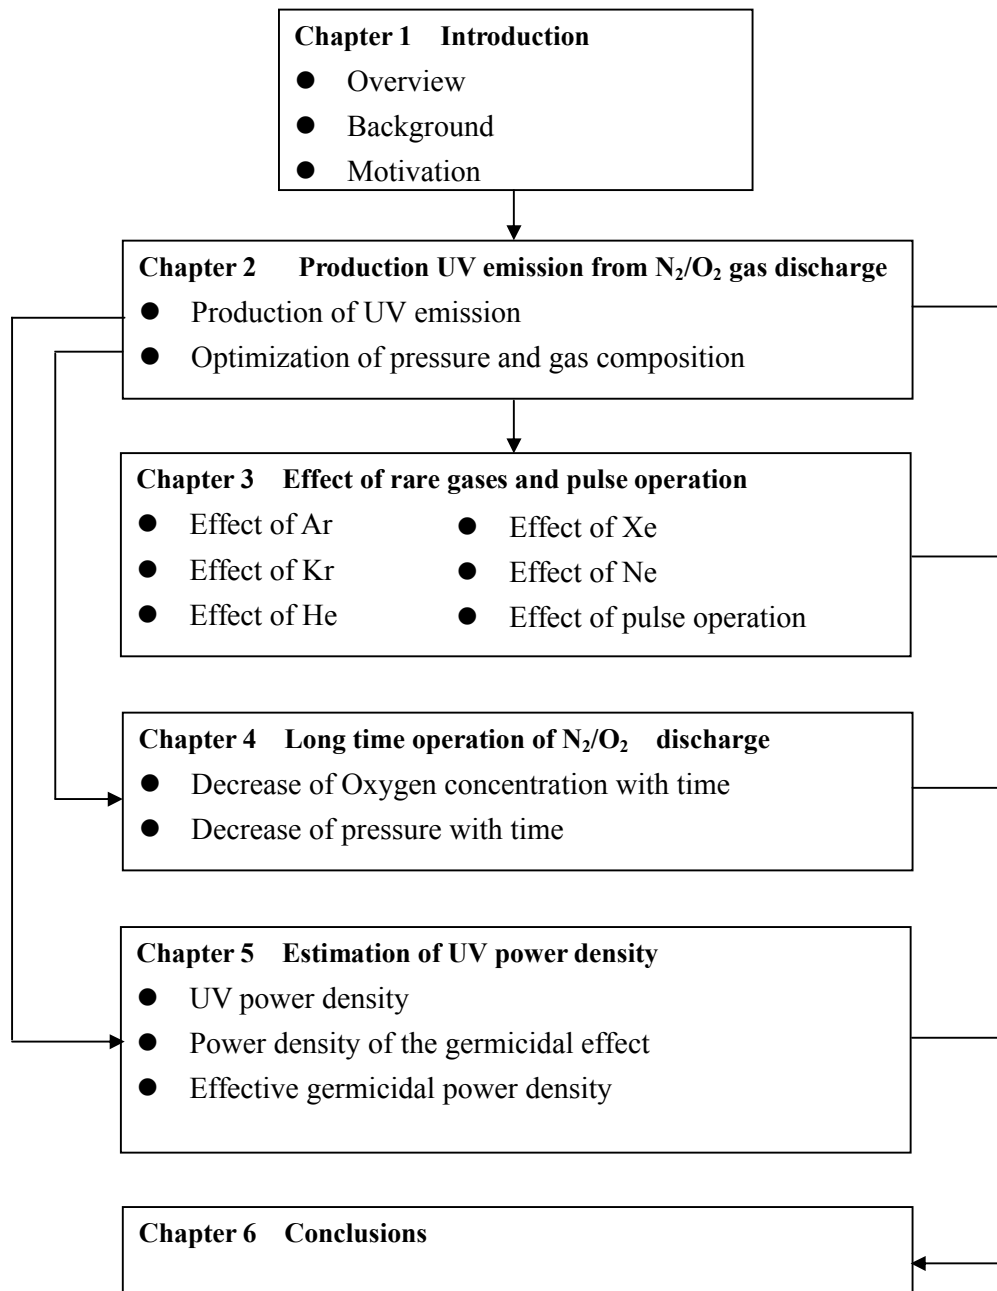 Chapter 1 Introduction
● Overview
● Background
● Motivation
Chapter 2 Production UV emission from N₂/O₂ gas discharge
● Production of UV emission
● Optimization of pressure and gas composition
Chapter 3 Effect of rare gases and pulse operation
● Effect of Ar ● Effect of Xe
● Effect of Kr ● Effect of Ne
● Effect of He ● Effect of pulse operation
Chapter 4 Long time operation of N₂/O₂ discharge
● Decrease of Oxygen concentration with time
● Decrease of pressure with time
Chapter 5 Estimation of UV power density
● UV power density
● Power density of the germicidal effect
● Effective germicidal power density
Chapter 6 Conclusions